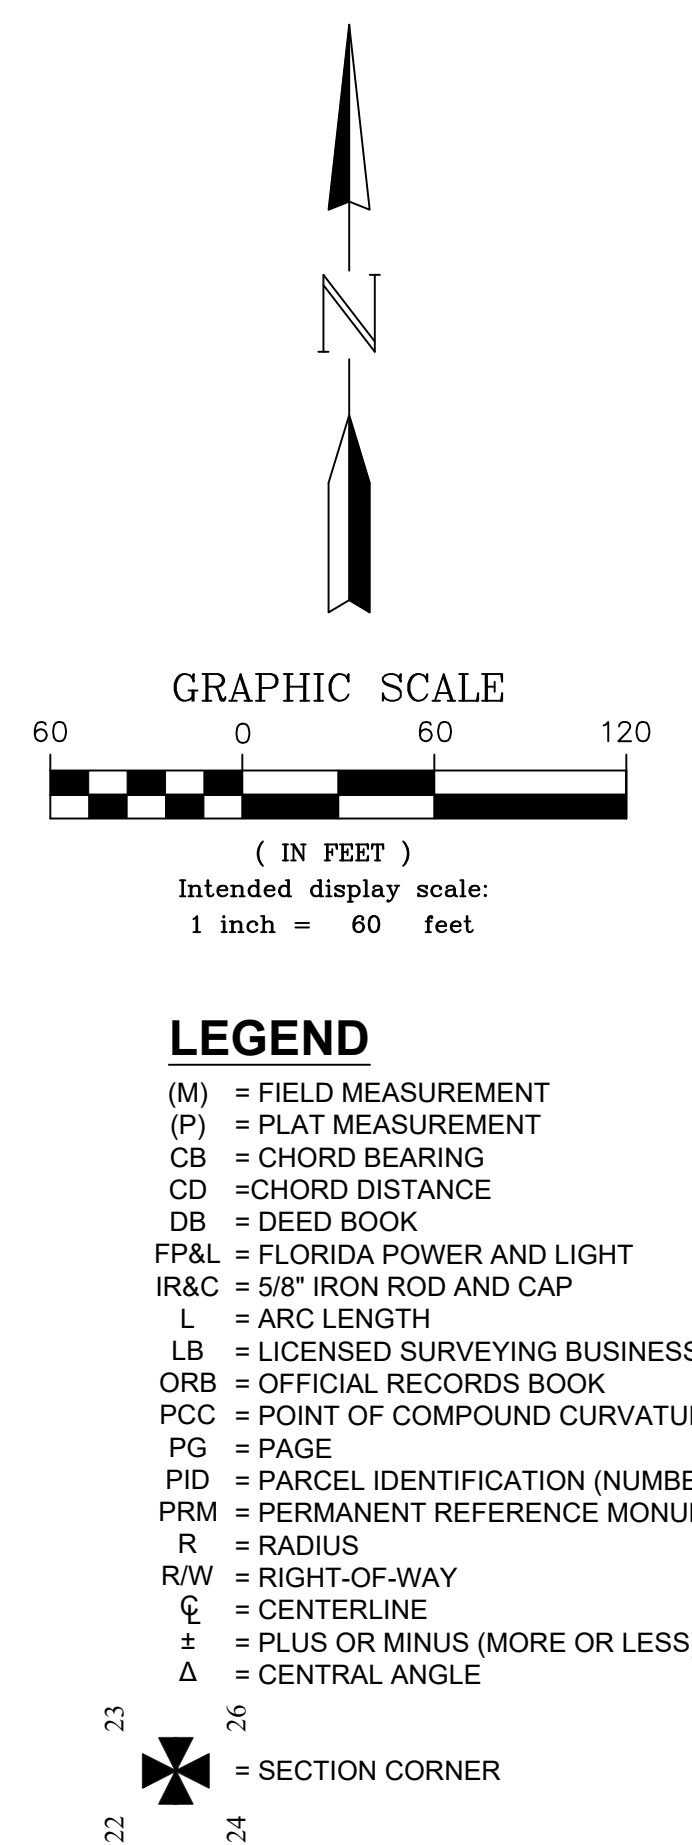 N
GRAPHIC SCALE
60 0 60 120
( IN FEET )
Intended display scale:
1 inch = 60 feet
LEGEND
(M) = FIELD MEASUREMENT
(P) = PLAT MEASUREMENT
CB = CHORD BEARING
CD =CHORD DISTANCE
DB = DEED BOOK
FP&L = FLORIDA POWER AND LIGHT
IR&C = 5/8" IRON ROD AND CAP
L = ARC LENGTH
LB = LICENSED SURVEYING BUSINESS
ORB = OFFICIAL RECORDS BOOK
PCC = POINT OF COMPOUND
PG = PAGE
PID = PARCEL IDENTIFICATION
PRM = PERMANENT REFERENCE
R = RADIUS
R/W = RIGHT-OF-WAY
℄ = CENTERLINE
± = PLUS OR MINUS (MORE OR LESS)
Δ = CENTRAL ANGLE
23 26
= SECTION CORNER
22 24